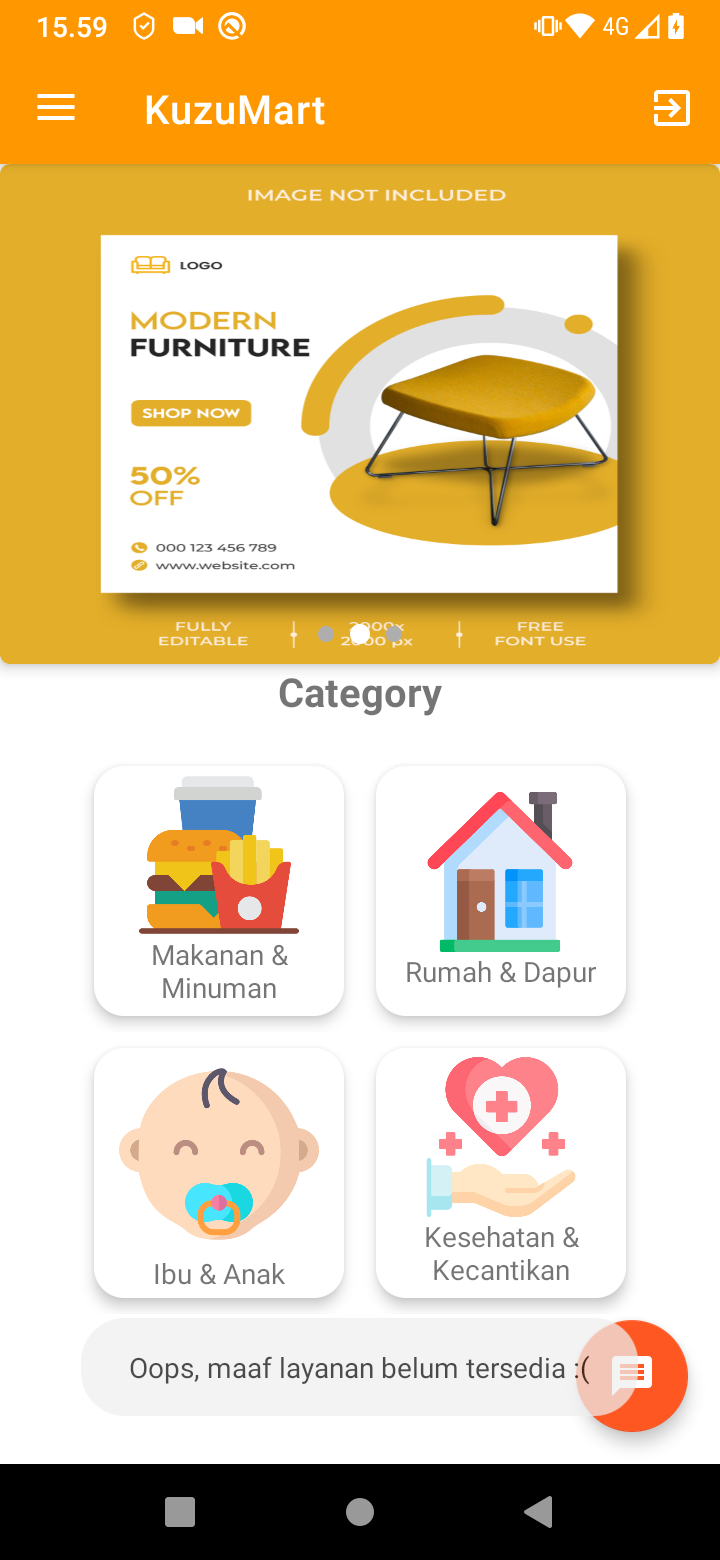 15.59
4G
KuzuMart
IMAGE NOT INCLUDED
LOGO
MODERN
FURNITURE
SHOP NOW
50%
OFF
000 123 456 789
www.website.com
FULLY
EDITABLE
2000x
2000 px
FREE
FONT USE
Category
Makanan &
Minuman
Rumah & Dapur
Ibu & Anak
Kesehatan &
Kecantikan
Oops, maaf layanan belum tersedia :(